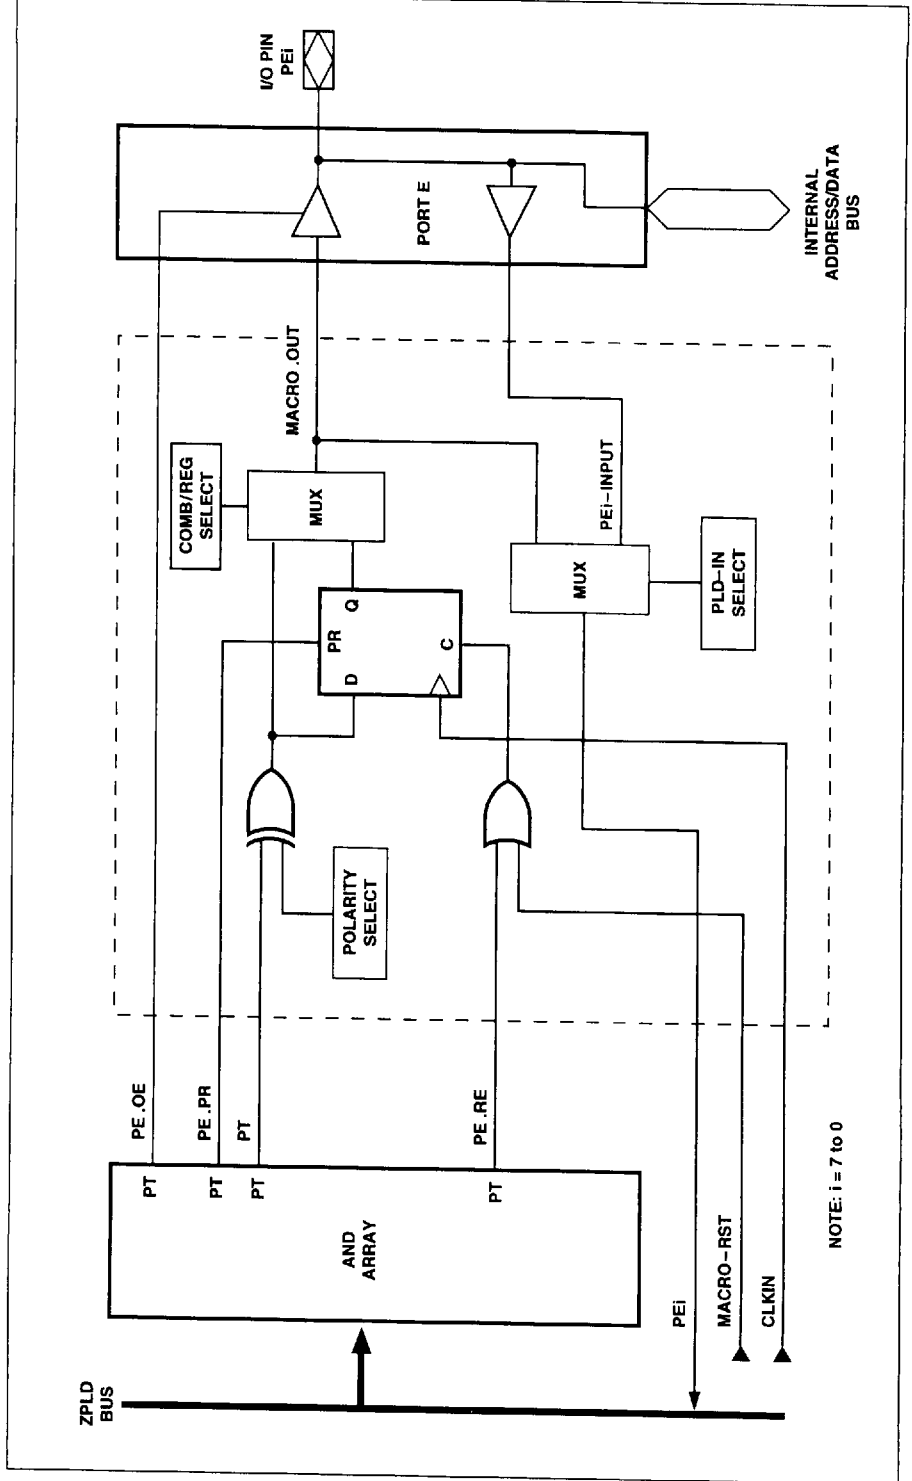 ZPLD
BUS
AND
ARRAY
PT
PT
PT
PT
PE .OE
PE .PR
PT
PE .RE
PEi
MACRO–RST
CLKIN
POLARITY
SELECT
D
PR
Q
C
COMB/REG
SELECT
MUX
MACRO .OUT
MUX
PEi–INPUT
PLD–IN
SELECT
PORT E
I/O PIN
PEi
INTERNAL
ADDRESS/DATA
BUS
NOTE: i = 7 to 0